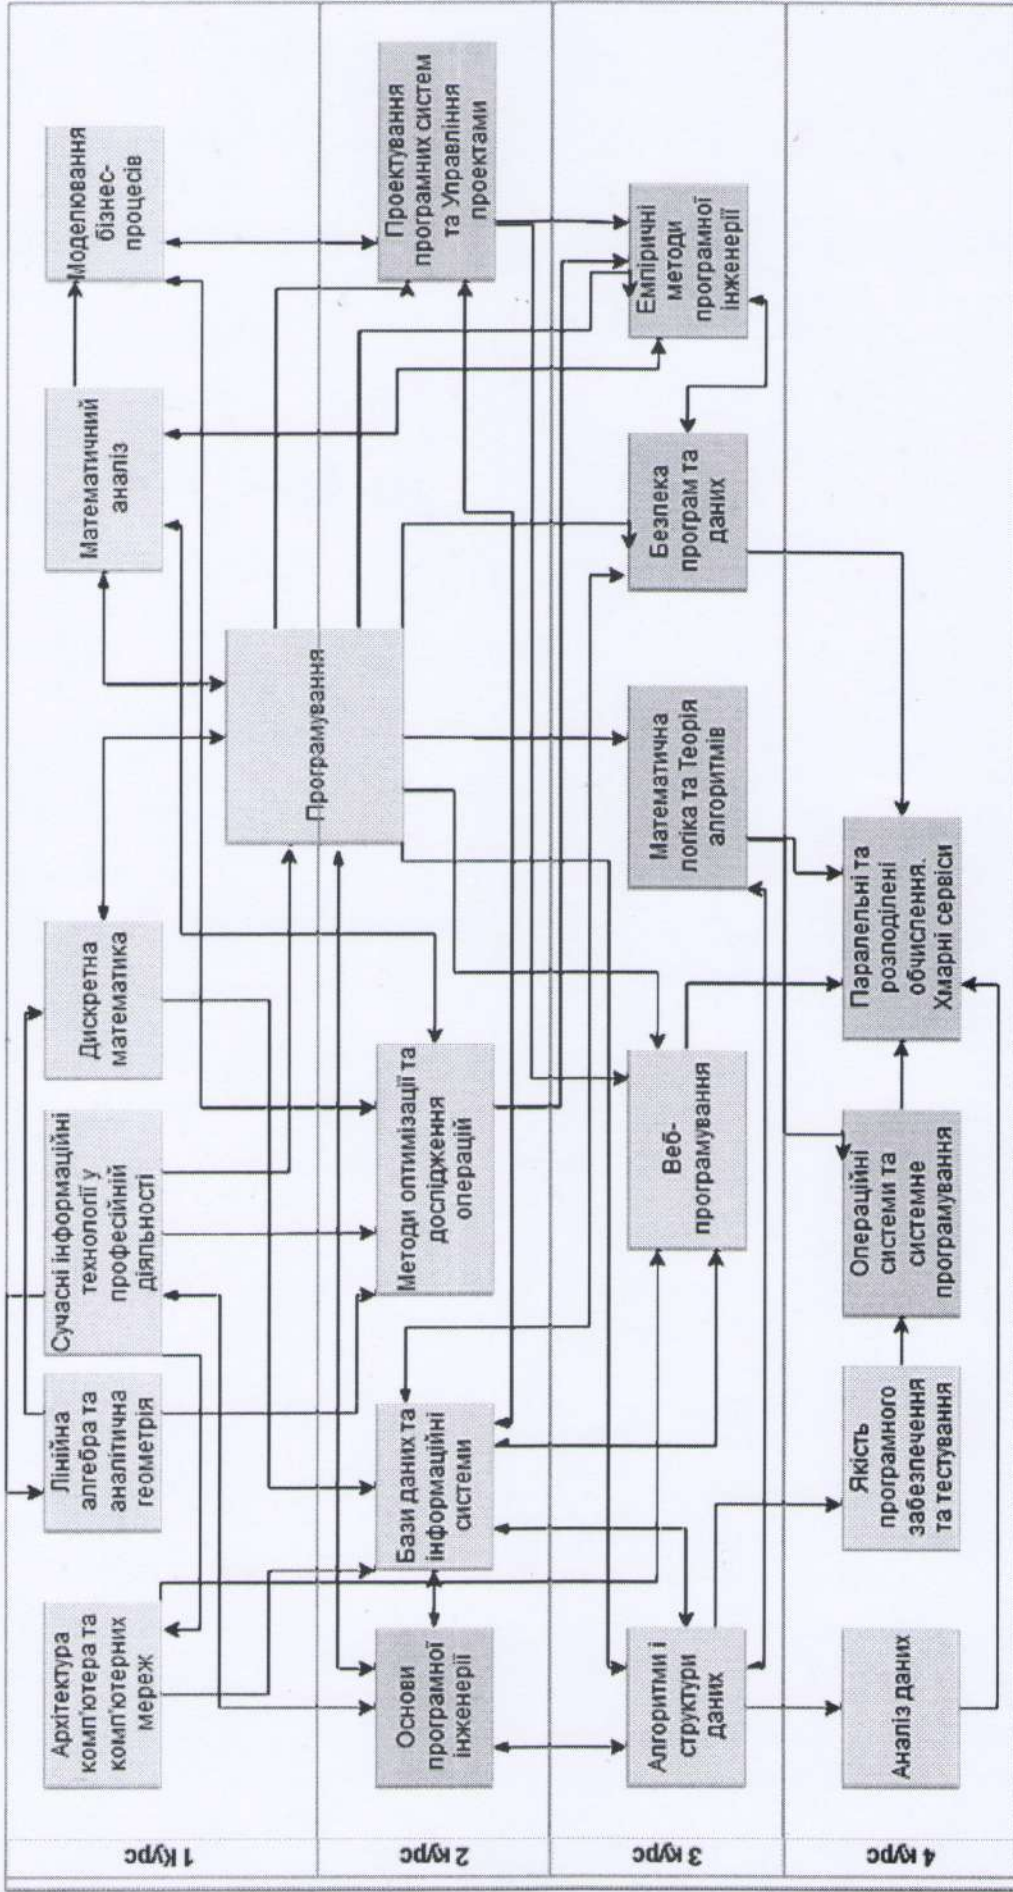 1 Курс
Архітектура
комп'ютера та
комп'ютерних
мереж
Лінійна
алгебра та
аналітична
геометрія
Сучасні інформаційні
технології у
професійній
діяльності
Дискретна
математика
Математичний
аналіз
Моделювання
бізнес-
процесів
Програмування
2 курс
Основи
програмної
інженерії
Бази даних та
інформаційні
системи
Методи оптимізації та
дослідження
операцій
Проектування
програмних систем
та Управління
проектами
3 курс
Алгоритми і
структури
даних
Веб-
програмування
Математична
логіка та Теорія
алгоритмів
Безпека
програм та
даних
Емпіричні
методи
програмної
інженерії
4 курс
Аналіз даних
Якість
програмного
забезпечення
та тестування
Операційні
системи та
системне
програмування
Паралельні та
розподілені
обчислення.
Хмарні сервіси